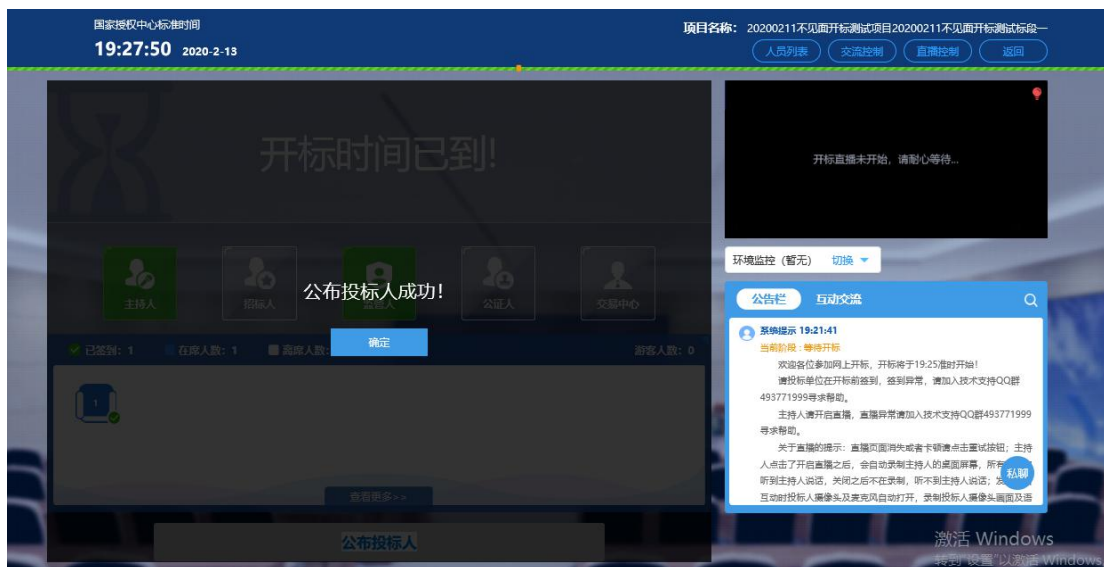 国家授权中心标准时间
19:27:50 2020-2-13
项目名称： 20200211不见面开标测试项目20200211不见面开标测试标段一
人员列表 交流控制 直播控制 返回
开标时间已到!
开标直播未开始，请耐心等待...
主持人 招标人 公证人 交易中心
公布投标人成功！
确定
已签到：1 在席人数：1 离席人数： 游客人数：0
1
查看更多>>
公布投标人
环境监控（暂无） 切换
公告栏 互动交流
系统提示 19:21:41
当前阶段：等待开标
欢迎各位参加网上开标，开标将于19:25准时开始！
请投标单位在开标前签到，签到异常，请加入技术支持QQ群
493771999寻求帮助。
主持人请开启直播，直播异常请加入技术支持QQ群493771999
寻求帮助。
关于直播的提示：直播页面消失或者卡顿请点击重试按钮；主持
人点击了开启直播之后，会自动录制主持人的桌面屏幕，所有
听到主持人说话，关闭之后不在录制，听不到主持人说话；发
互动时投标人摄像头及麦克风自动打开，录制投标人摄像头画面及语
私聊
激活 Windows
转到"设置"以激活 Windows